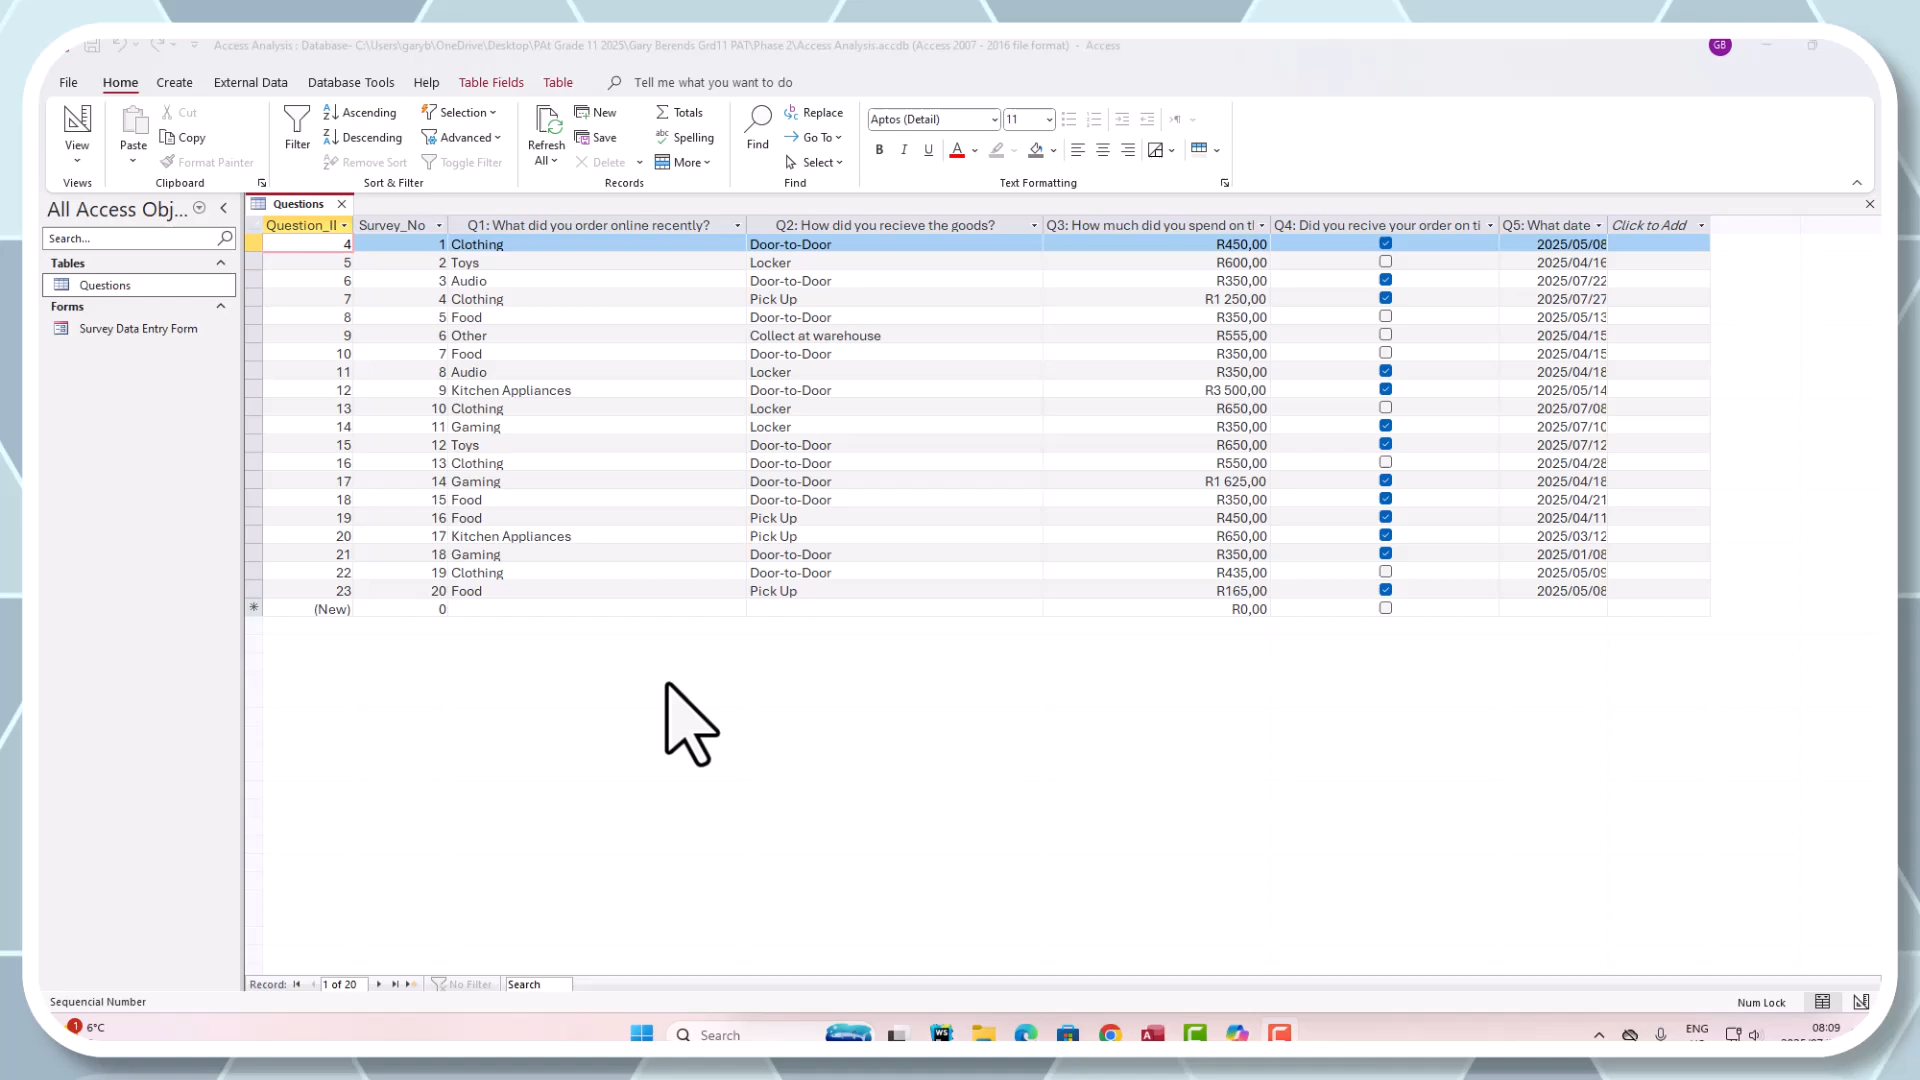 Access Analysis : Database- C:\Users\garyb\OneDrive\Desktop\PAt Grade 11 2025\Gary Berends Grd11 PAT\Phase 2\Access Analysis.accdb (Access 2007 - 2016 file format) - Access
GB
File Home Create External Data Database Tools Help Table Fields Table Tell me what you want to do
View Paste Cut Copy Format Painter Filter Ascending Descending Remove Sort Selection Advanced Toggle Filter Refresh All New Save Delete Totals Spelling More Find Replace Go To Select Aptos (Detail) 11
B I U A
Views Clipboard Sort & Filter Records Find Text Formatting
All Access Obj...
Search...
Tables
Questions
Forms
Survey Data Entry Form
Questions
Question_II Survey_No Q1: What did you order online recently? Q2: How did you recieve the goods? Q3: How much did you spend on tl Q4: Did you recive your order on ti Q5: What date Click to Add
4 1 Clothing Door-to-Door R450,00 2025/05/08
5 2 Toys Locker R600,00 2025/04/16
6 3 Audio Door-to-Door R350,00 2025/07/22
7 4 Clothing Pick Up R1 250,00 2025/07/27
8 5 Food Door-to-Door R350,00 2025/05/13
9 6 Other Collect at warehouse R555,00 2025/04/15
10 7 Food Door-to-Door R350,00 2025/04/15
11 8 Audio Locker R350,00 2025/04/18
12 9 Kitchen Appliances Door-to-Door R3 500,00 2025/05/14
13 10 Clothing Locker R650,00 2025/07/08
14 11 Gaming Locker R350,00 2025/07/10
15 12 Toys Door-to-Door R650,00 2025/07/12
16 13 Clothing Door-to-Door R550,00 2025/04/28
17 14 Gaming Door-to-Door R1 625,00 2025/04/18
18 15 Food Door-to-Door R350,00 2025/04/21
19 16 Food Pick Up R450,00 2025/04/11
20 17 Kitchen Appliances Pick Up R650,00 2025/03/12
21 18 Gaming Door-to-Door R350,00 2025/01/08
22 19 Clothing Door-to-Door R435,00 2025/05/09
23 20 Food Pick Up R165,00 2025/05/08
* (New) 0 R0,00
Record: 1 of 20 No Filter Search
Sequencial Number
Num Lock
1 6°C
Search
ENG
08:09